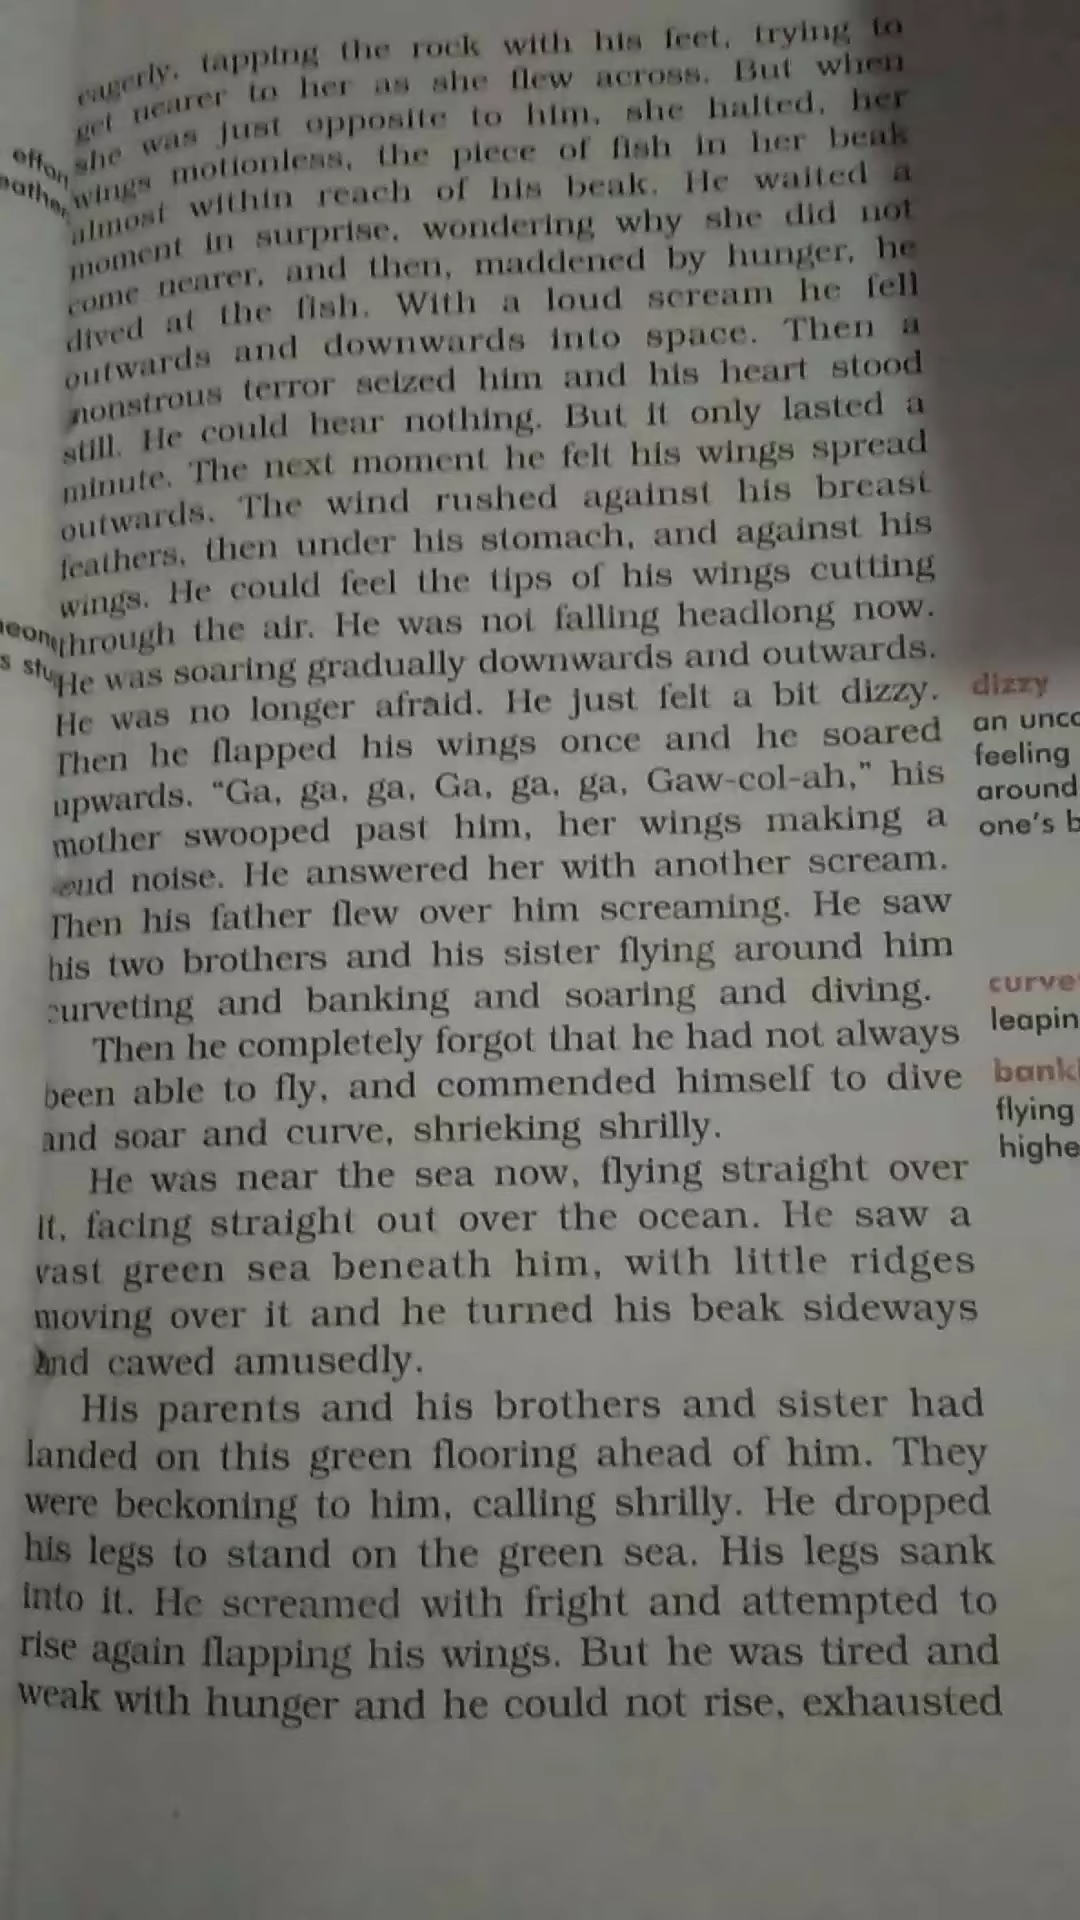 eagerly, tapping the rock with his feet, trying to
get nearer to her as she flew across. But when
she was just opposite to him, she halted, her
wings motionless, the piece of fish in her beak
almost within reach of his beak. He waited a
moment in surprise, wondering why she did not
come nearer, and then, maddened by hunger, he
dived at the fish. With a loud scream he fell
outwards and downwards into space. Then a
monstrous terror seized him and his heart stood
still. He could hear nothing. But it only lasted a
minute. The next moment he felt his wings spread
outwards. The wind rushed against his breast
feathers, then under his stomach, and against his
wings. He could feel the tips of his wings cutting
through the air. He was not falling headlong now.
He was soaring gradually downwards and outwards.
He was no longer afraid. He just felt a bit dizzy.
Then he flapped his wings once and he soared
upwards. “Ga, ga, ga, Ga, ga, ga, Gaw-col-ah,” his
mother swooped past him, her wings making a
loud noise. He answered her with another scream.
Then his father flew over him screaming. He saw
his two brothers and his sister flying around him
curveting and banking and soaring and diving.
Then he completely forgot that he had not always
been able to fly, and commended himself to dive
and soar and curve, shrieking shrilly.
He was near the sea now, flying straight over
it, facing straight out over the ocean. He saw a
vast green sea beneath him, with little ridges
moving over it and he turned his beak sideways
and cawed amusedly.
His parents and his brothers and sister had
landed on this green flooring ahead of him. They
were beckoning to him, calling shrilly. He dropped
his legs to stand on the green sea. His legs sank
into it. He screamed with fright and attempted to
rise again flapping his wings. But he was tired and
weak with hunger and he could not rise, exhausted
dizzy
an unco
feeling
around
one’s b
curve
leapin
bank
flying
highe